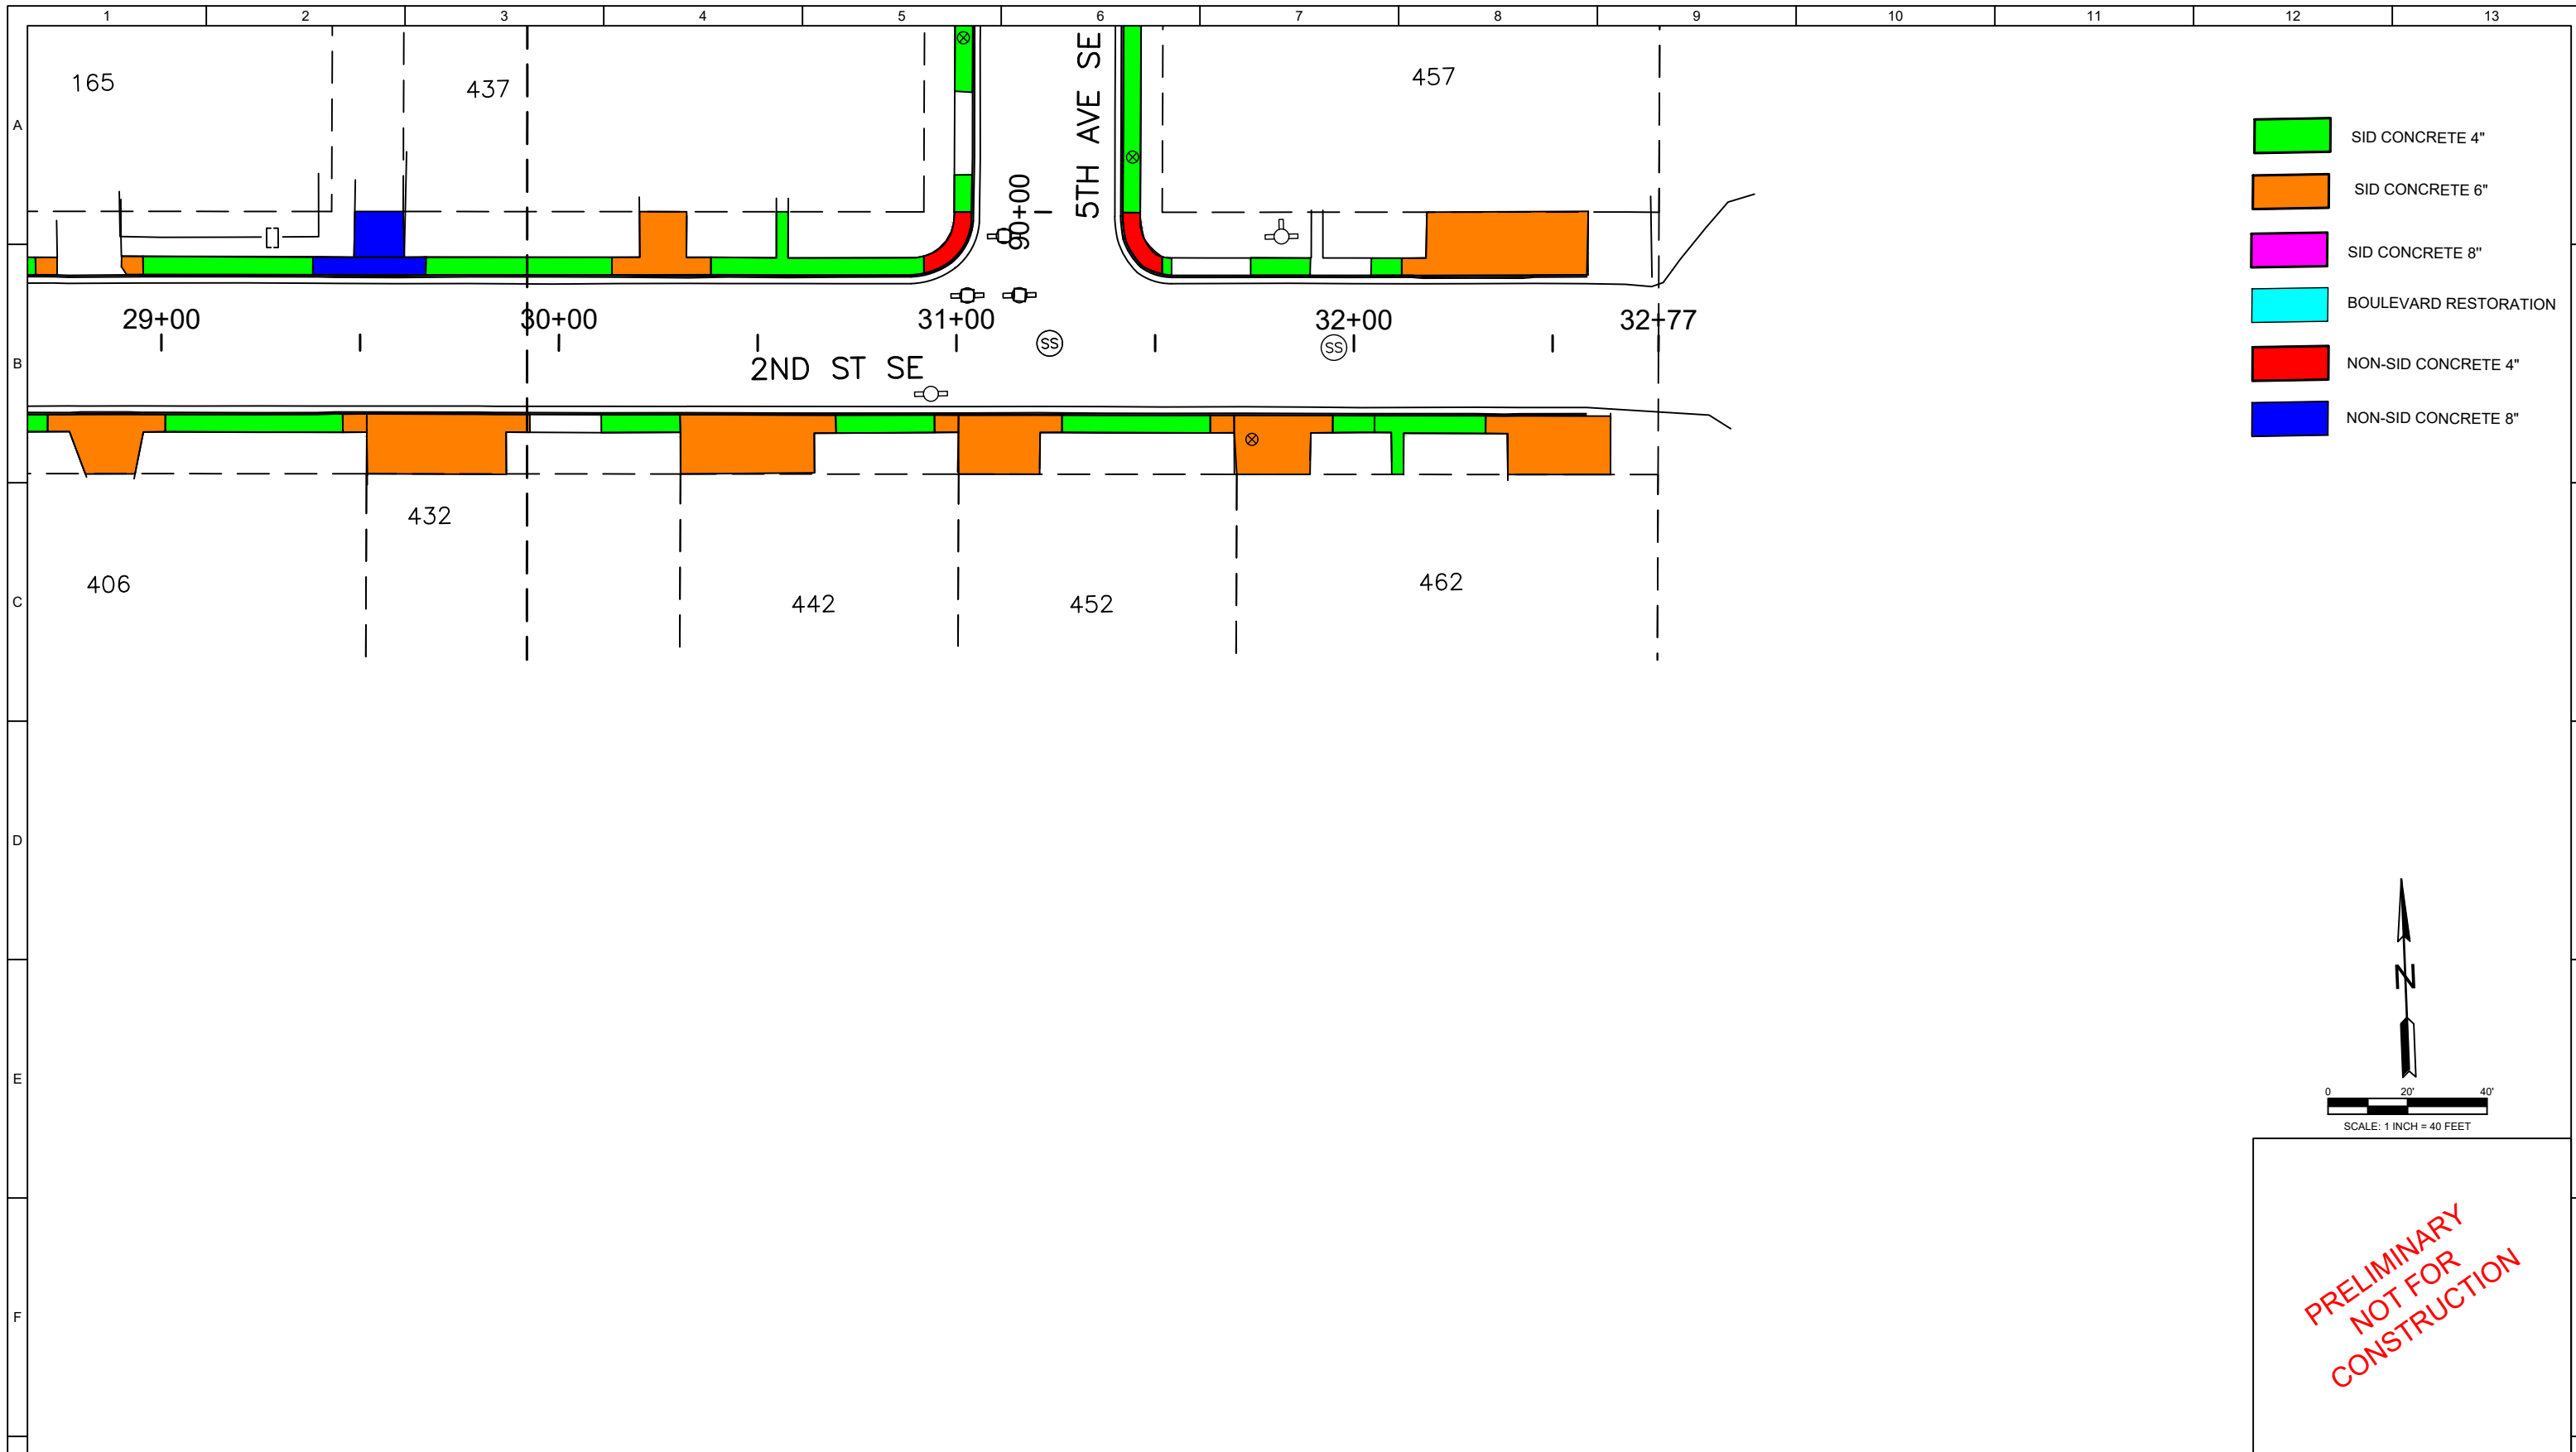 1 2 3 4 5 6 7 8 9 10 11 12 13
A
165
437
5TH AVE SE
457
90+00
SID CONCRETE 4"
SID CONCRETE 6"
SID CONCRETE 8"
BOULEVARD RESTORATION
NON-SID CONCRETE 4"
NON-SID CONCRETE 8"
29+00 30+00 31+00 32+00 32+77
SS SS
B
2ND ST SE
432
406
442
452
462
C
D
E
F
N
0 20' 40'
SCALE: 1 INCH = 40 FEET
PRELIMINARY
NOT FOR
CONSTRUCTION